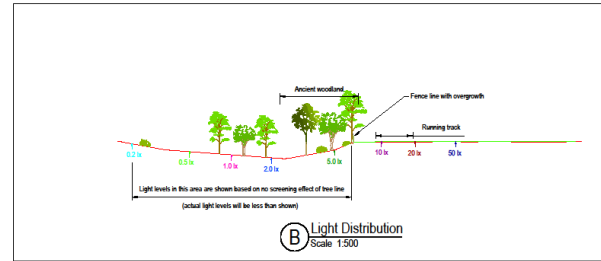 Ancient woodland
Fence line with overgrowth
Running track
0.2 lx
0.5 lx
1.0 lx
2.0 lx
5.0 lx
10 lx
20 lx
50 lx
Light levels in this area are shown based on no screening effect of tree line
(actual light levels will be less than shown)
B
Light Distribution
Scale 1:500